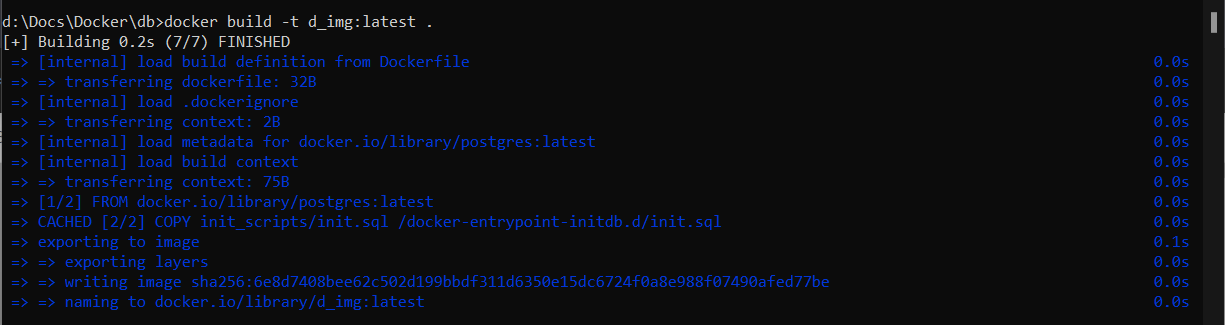 d:\Docs\Docker\db>docker build -t d_img:latest .
[+] Building 0.2s (7/7) FINISHED
=> [internal] load build definition from Dockerfile 0.0s
=> => transferring dockerfile: 32B 0.0s
=> [internal] load .dockerignore 0.0s
=> => transferring context: 2B 0.0s
=> [internal] load metadata for docker.io/library/postgres:latest 0.0s
=> [internal] load build context 0.0s
=> => transferring context: 75B 0.0s
=> [1/2] FROM docker.io/library/postgres:latest 0.0s
=> CACHED [2/2] COPY init_scripts/init.sql /docker-entrypoint-initdb.d/init.sql 0.0s
=> exporting to image 0.1s
=> => exporting layers 0.0s
=> => writing image sha256:6e8d7408bee62c502d199bbdf311d6350e15dc6724f0a8e988f07490afed77be 0.0s
=> => naming to docker.io/library/d_img:latest 0.0s